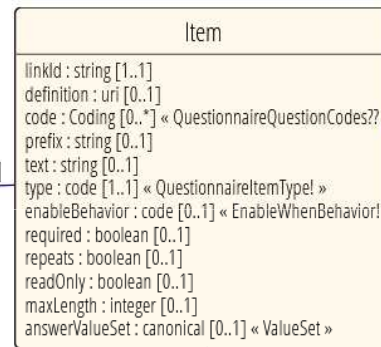 Item
linkId : string [1..1]
definition : uri [0..1]
code : Coding [0..*] « QuestionnaireQuestionCodes??
prefix : string [0..1]
text : string [0..1]
type : code [1..1] « QuestionnaireItemType! »
enableBehavior : code [0..1] « EnableWhenBehavior!
required : boolean [0..1]
repeats : boolean [0..1]
readOnly : boolean [0..1]
maxLength : integer [0..1]
answerValueSet : canonical [0..1] « ValueSet »